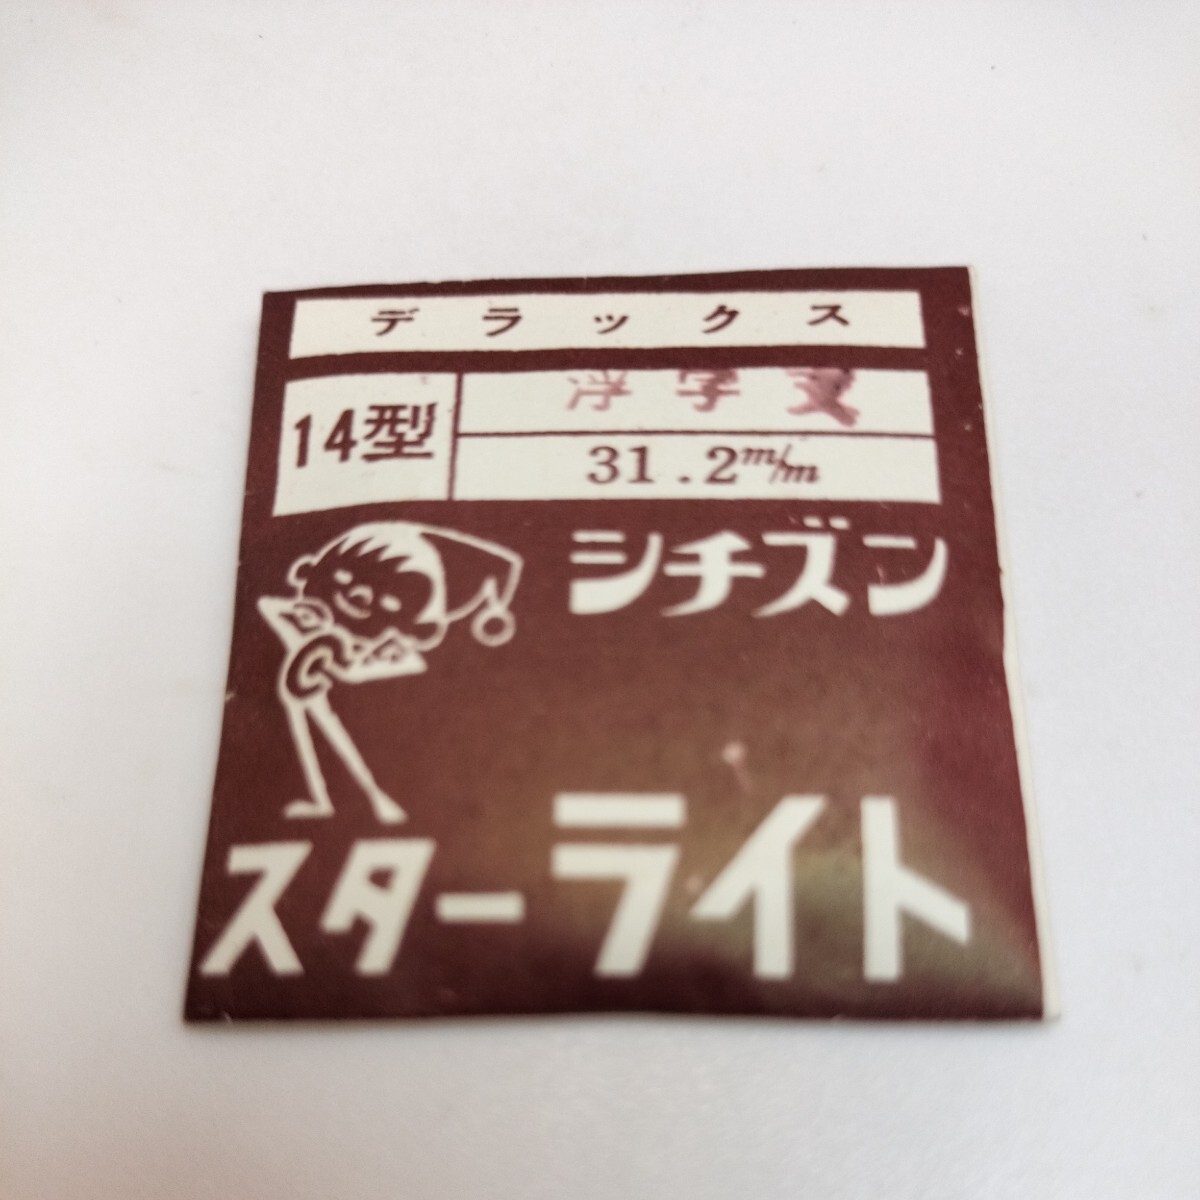 デラックス
14型
浮字文
31.2m/m
シチズン
スターライト